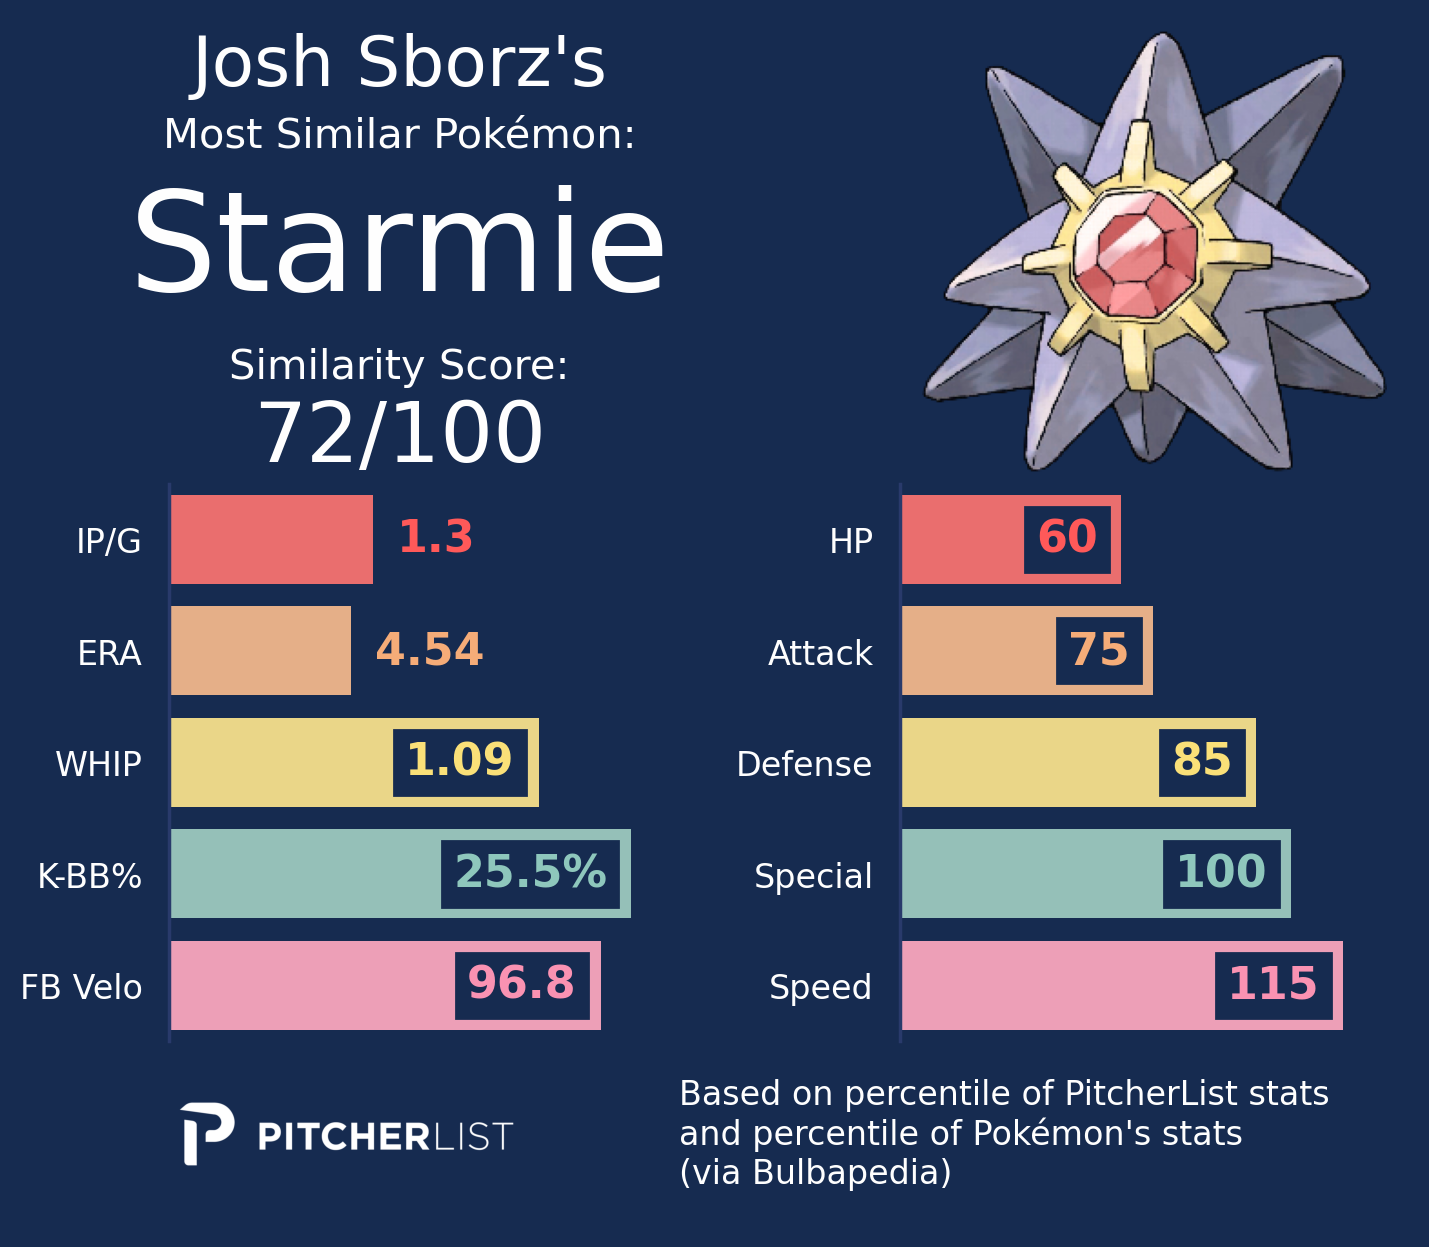 Josh Sborz's
Most Similar Pokémon:
Starmie
Similarity Score:
72/100
IP/G 1.3
ERA 4.54
WHIP 1.09
K-BB% 25.5%
FB Velo 96.8
HP 60
Attack 75
Defense 85
Special 100
Speed 115
PITCHERLIST
Based on percentile of PitcherList stats
and percentile of Pokémon's stats
(via Bulbapedia)